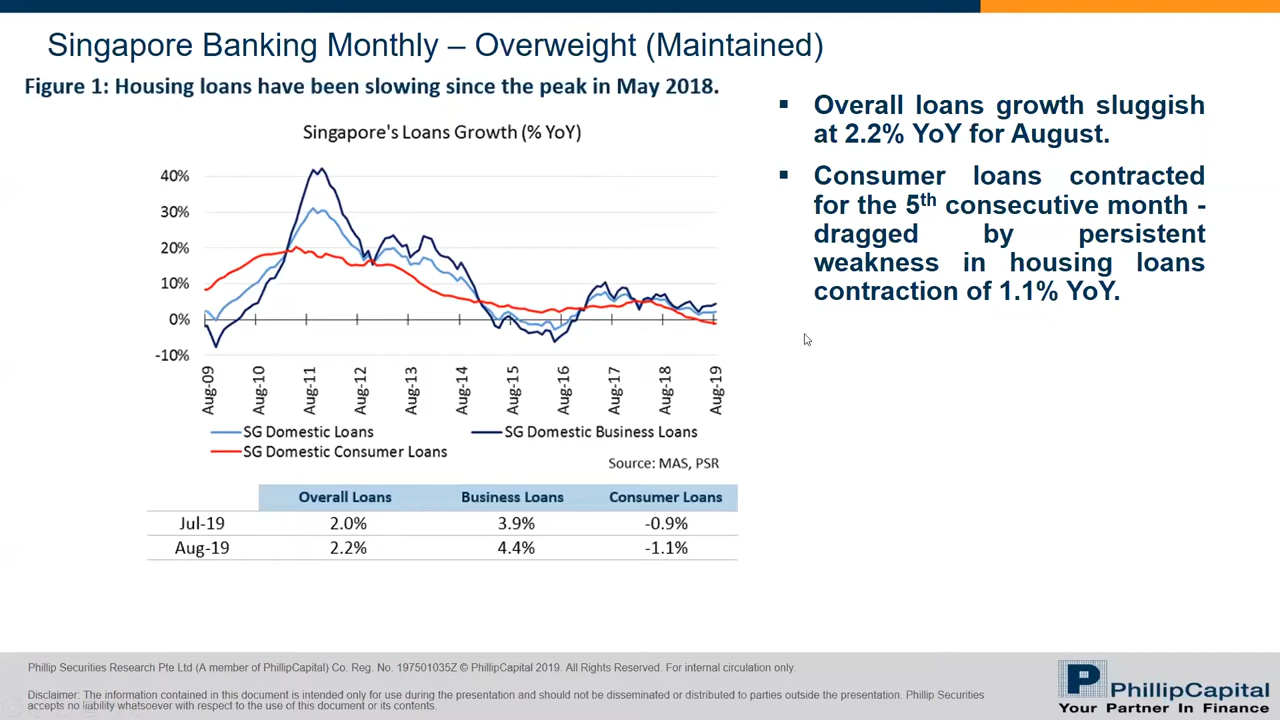 Singapore Banking Monthly – Overweight (Maintained)
Figure 1: Housing loans have been slowing since the peak in May 2018.
Singapore's Loans Growth (% YoY)
40%
30%
20%
10%
0%
-10%
Aug-09
Aug-10
Aug-11
Aug-12
Aug-13
Aug-14
Aug-15
Aug-16
Aug-17
Aug-18
Aug-19
SG Domestic Loans
SG Domestic Business Loans
SG Domestic Consumer Loans
Source: MAS, PSR
Overall Loans Business Loans Consumer Loans
Jul-19 2.0% 3.9% -0.9%
Aug-19 2.2% 4.4% -1.1%
▪ Overall loans growth sluggish
at 2.2% YoY for August.
▪ Consumer loans contracted
for the 5th consecutive month -
dragged by persistent
weakness in housing loans
contraction of 1.1% YoY.
Phillip Securities Research Pte Ltd (A member of PhillipCapital) Co. Reg. No. 197501035Z © PhillipCapital 2019. All Rights Reserved. For internal circulation only.
Disclaimer: The information contained in this document is intended only for use during the presentation and should not be disseminated or distributed to parties outside the presentation. Phillip Securities
accepts no liability whatsoever with respect to the use of this document or its contents.
P
PhillipCapital
Your Partner In Finance